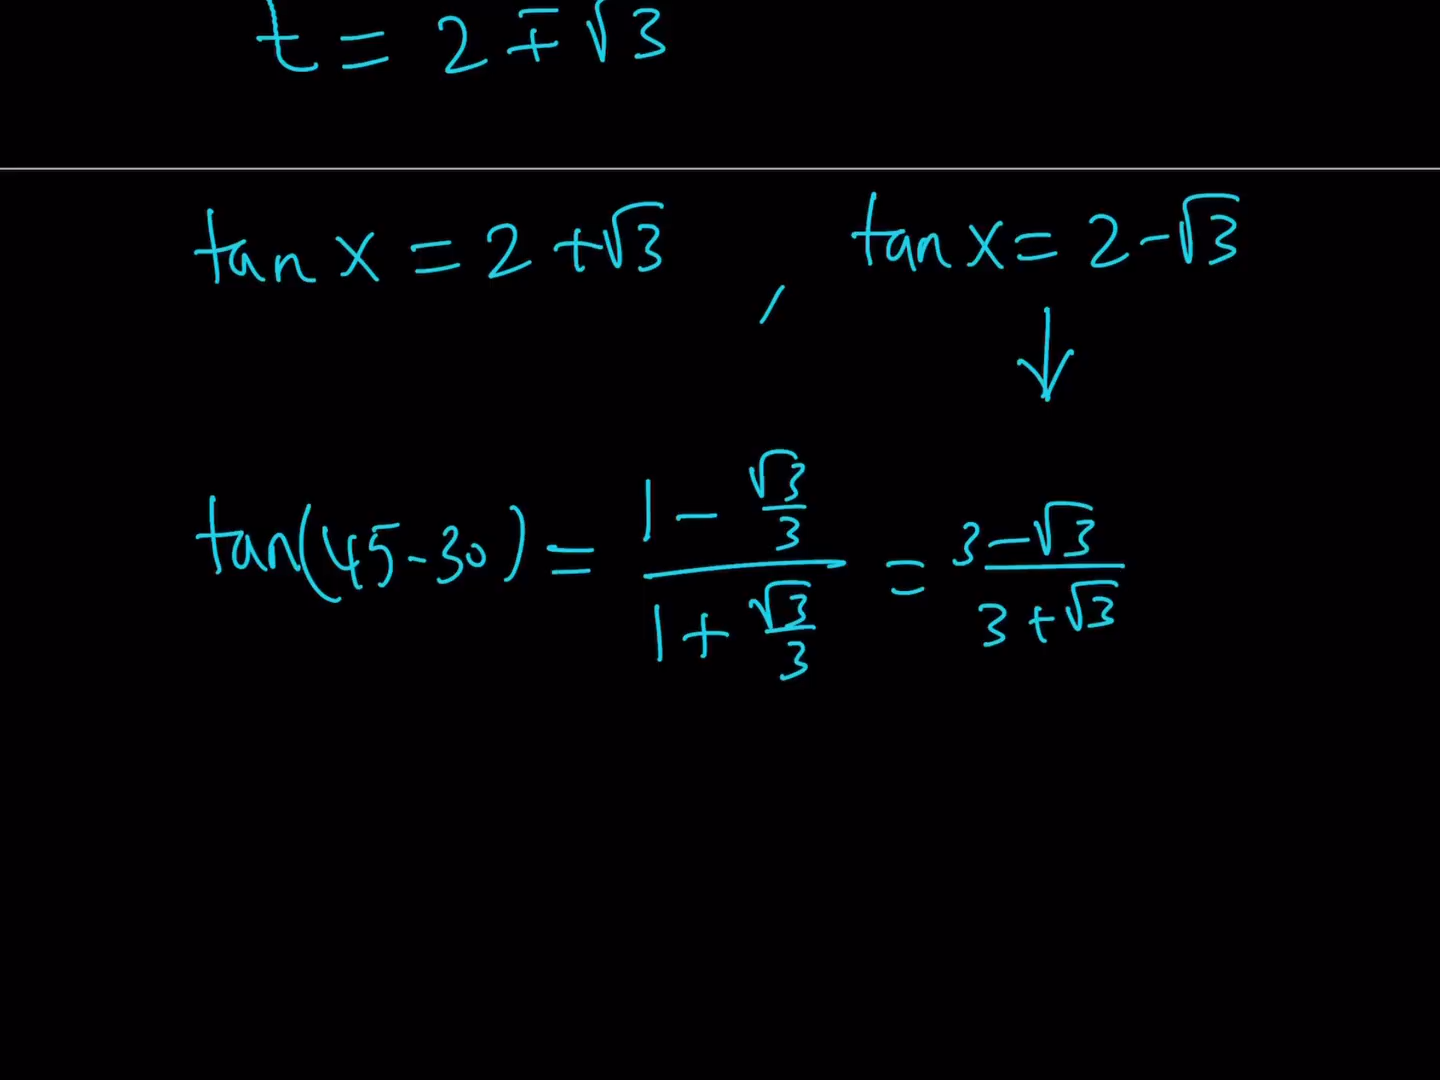 t = 2 ∓ √3
tan x = 2 + √3 , tan x = 2 - √3
↓
tan(45-30) = (1 - √3/3)/(1 + √3/3) = (3-√3)/(3+√3)